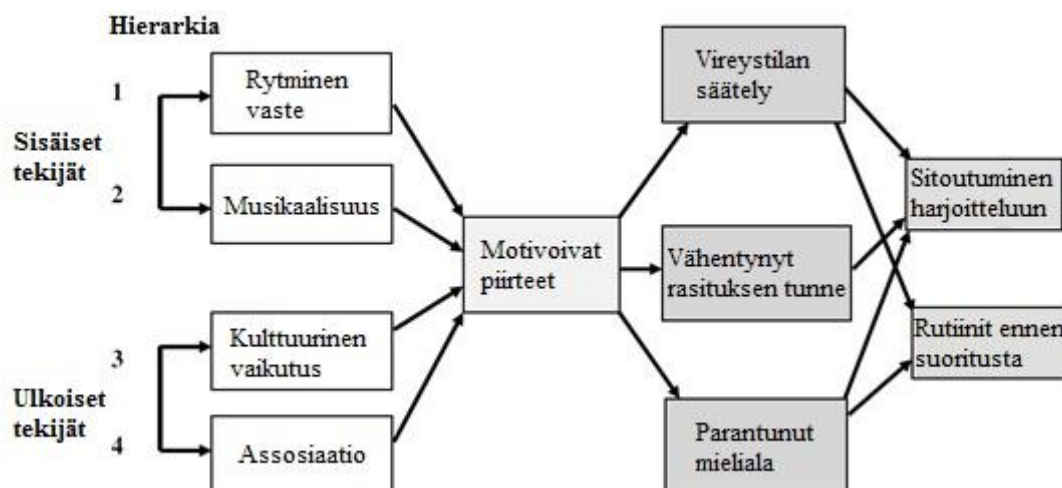 Hierarkia
1
Sisäiset
tekijät
2
Rytminen
vaste
Musikaalisuus
3
Ulkoiset
tekijät
4
Kulttuurinen
vaikutus
Assosiaatio
Motivoivat
piirteet
Vireystilan
säätely
Vähentynyt
rasituksen tunne
Parantunut
mieliala
Sitoutuminen
harjoitteluun
Rutiinit ennen
suoritusta